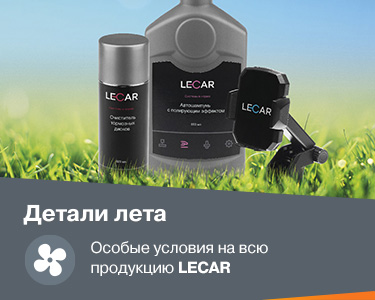 LECAR
Автошампунь
с полирующим эффектом
LECAR
Очиститель
тормозных
дисков
LECAR
Детали лета
Особые условия на всю
продукцию LECAR